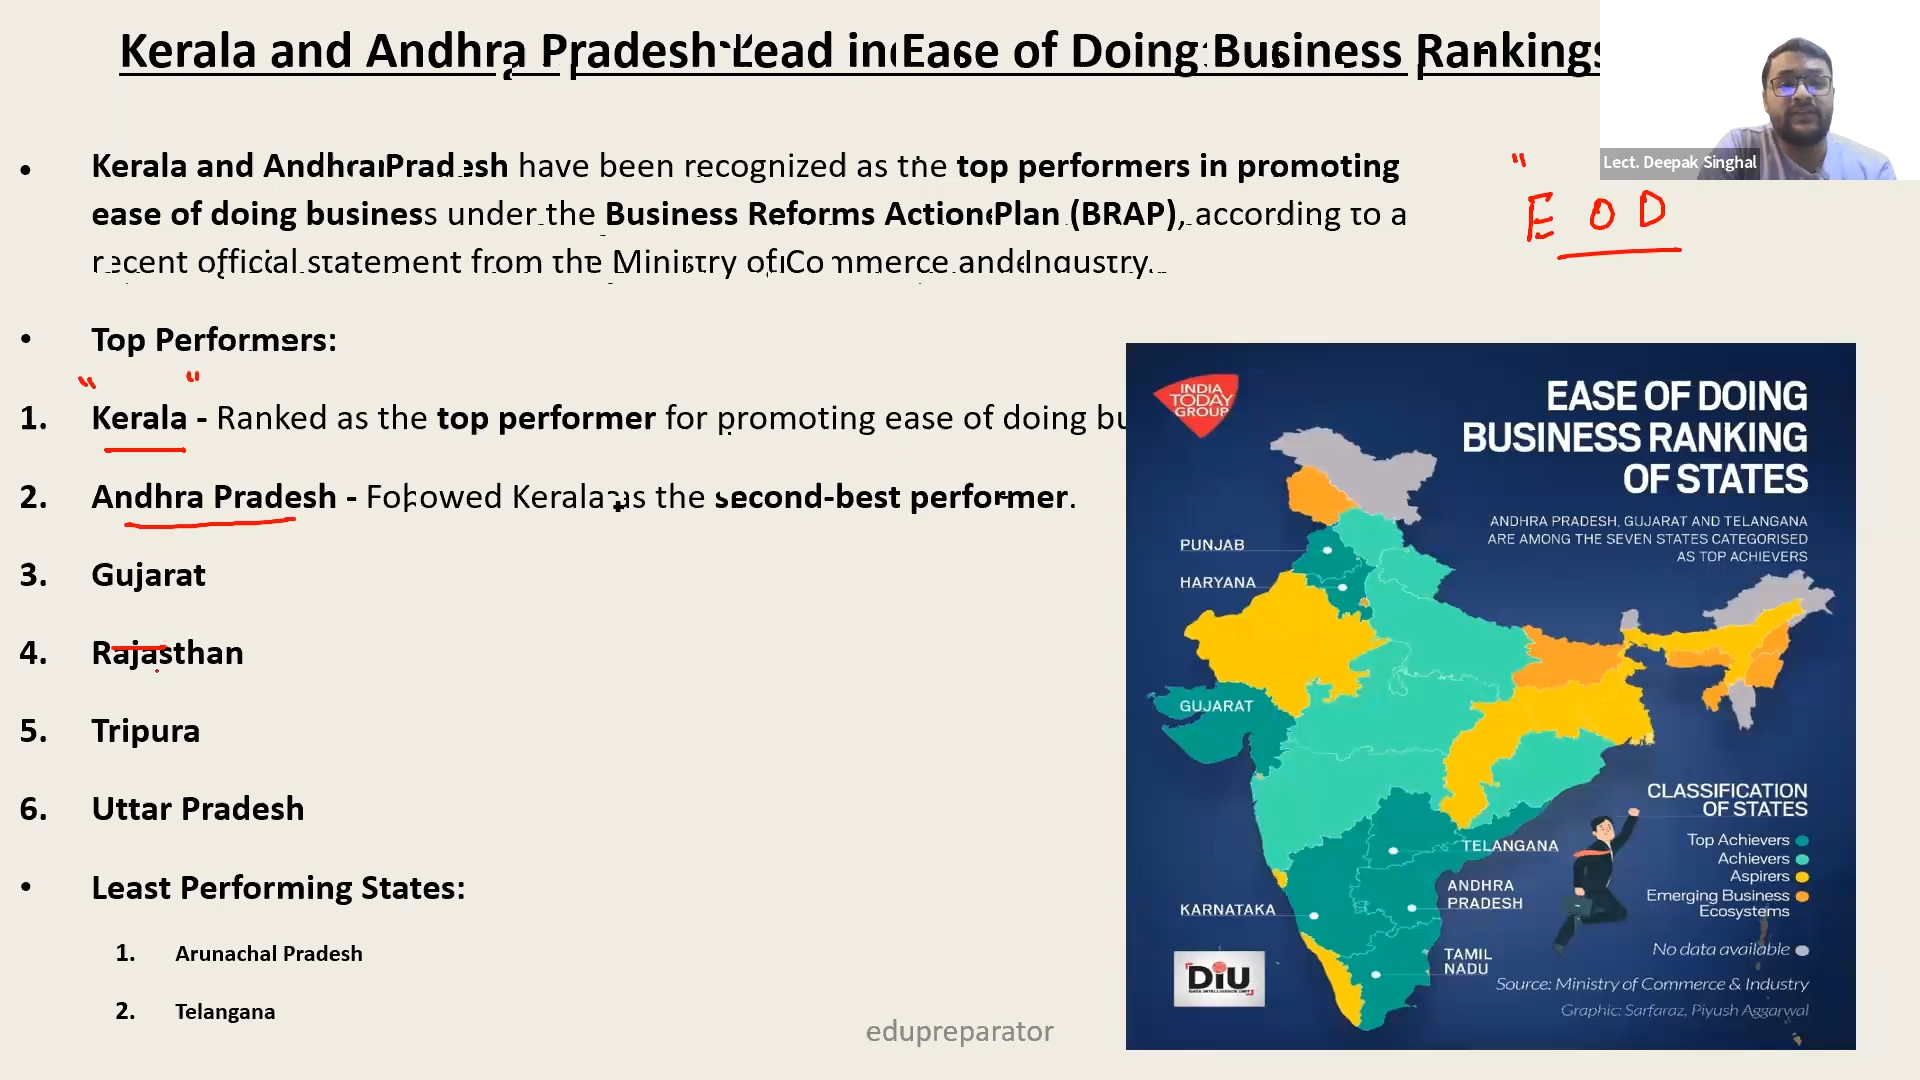 Kerala and Andhra Pradesh Lead in Ease of Doing Business Rankings
Lect. Deepak Singhal
• Kerala and Andhra Pradesh have been recognized as the top performers in promoting
ease of doing business under the Business Reforms Action Plan (BRAP), according to a
recent official statement from the Ministry of Commerce and Industry.
E O D
• Top Performers:
1. Kerala - Ranked as the top performer for promoting ease of doing bu
2. Andhra Pradesh - Followed Kerala as the second-best performer.
3. Gujarat
4. Rajasthan
5. Tripura
6. Uttar Pradesh
• Least Performing States:
1. Arunachal Pradesh
2. Telangana
edupreparator
INDIA
TODAY
GROUP
EASE OF DOING
BUSINESS RANKING
OF STATES
ANDHRA PRADESH, GUJARAT AND TELANGANA
ARE AMONG THE SEVEN STATES CATEGORISED
AS TOP ACHIEVERS
PUNJAB
HARYANA
GUJARAT
TELANGANA
ANDHRA
PRADESH
KARNATAKA
TAMIL
NADU
CLASSIFICATION
OF STATES
Top Achievers
Achievers
Aspirers
Emerging Business
Ecosystems
No data available
DIU
DATA INTELLIGENCE UNIT
Source: Ministry of Commerce & Industry
Graphic: Sarfaraz, Piyush Aggarwal